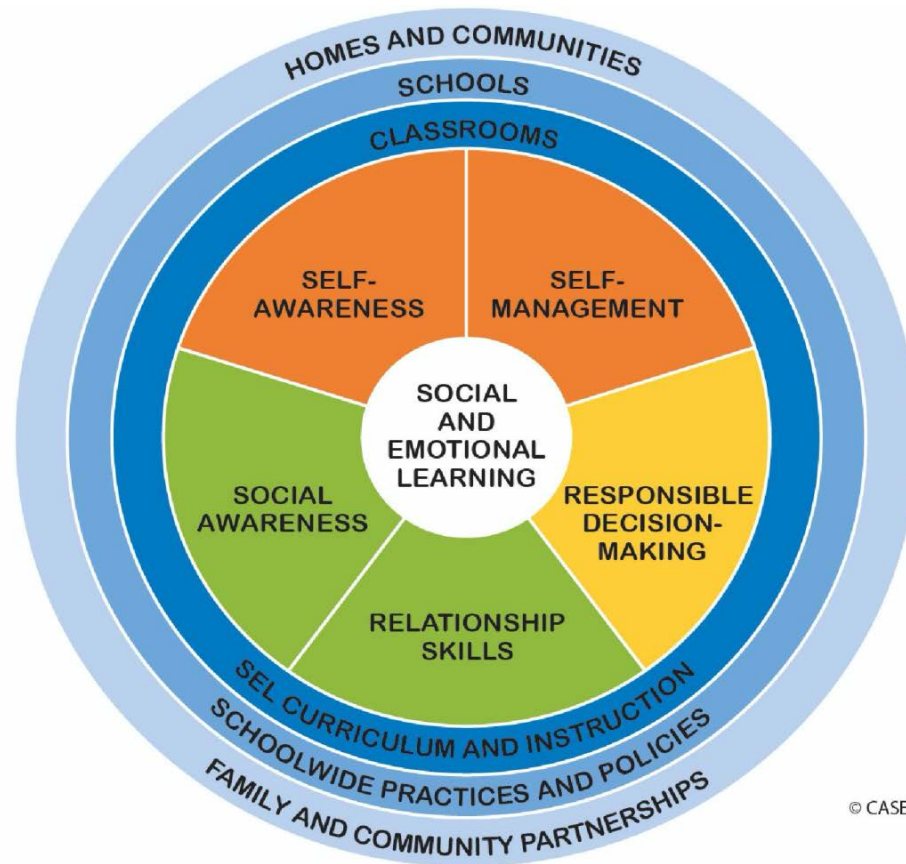 HOMES AND COMMUNITIES
SCHOOLS
CLASSROOMS
SELF-
AWARENESS
SELF-
MANAGEMENT
SOCIAL
AND
EMOTIONAL
LEARNING
SOCIAL
AWARENESS
RESPONSIBLE
DECISION-
MAKING
RELATIONSHIP
SKILLS
SEL CURRICULUM AND INSTRUCTION
SCHOOLWIDE PRACTICES AND POLICIES
FAMILY AND COMMUNITY PARTNERSHIPS
© CASE